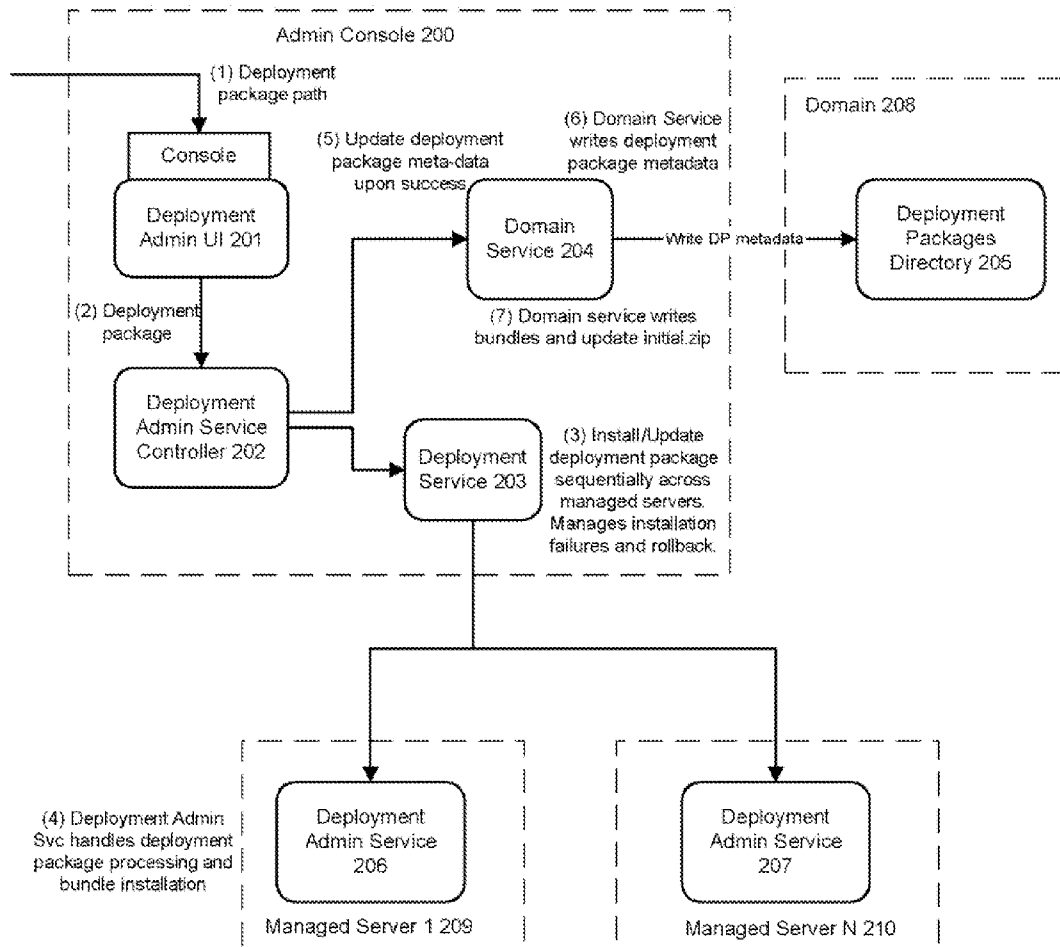 Admin Console 200
(1) Deployment
package path
Console
Deployment
Admin UI 201
(2) Deployment
package
Deployment
Admin Service
Controller 202
(5) Update deployment
package meta-data
upon success
(6) Domain Service
writes deployment
package metadata
Domain
Service 204
Write DP metadata
(7) Domain service writes
bundles and update initial.zip
Domain 208
Deployment
Packages
Directory 205
Deployment
Service 203
(3) Install/Update
deployment package
sequentially across
managed servers.
Manages installation
failures and rollback.
(4) Deployment Admin
Svc handles deployment
package processing and
bundle installation
Deployment
Admin Service
206
Managed Server 1 209
Deployment
Admin Service
207
Managed Server N 210